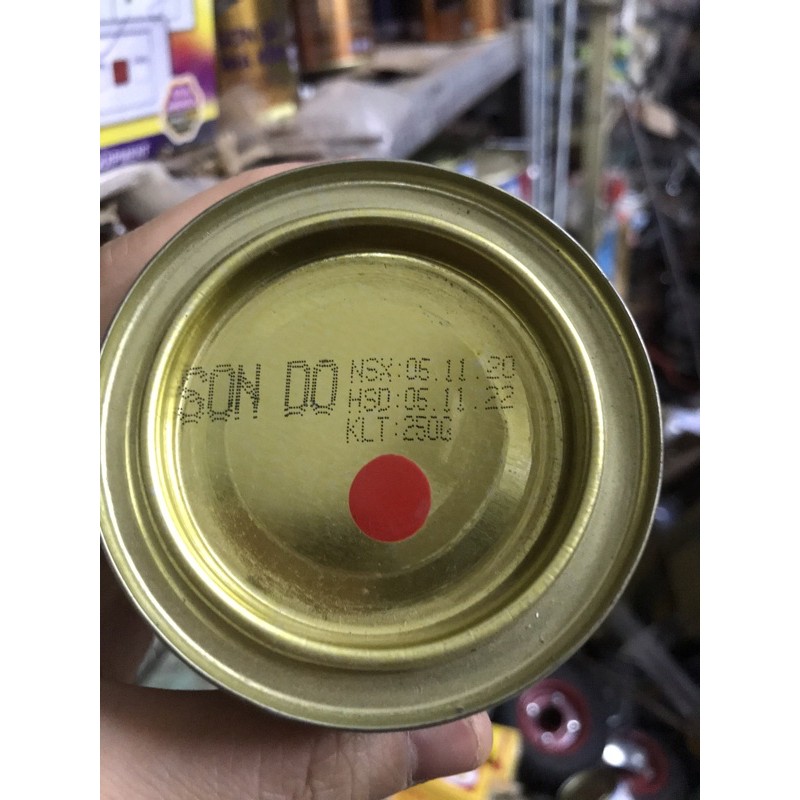 SON DO
NSX:06.11.20
HSD:06.11.22
KLT:250G